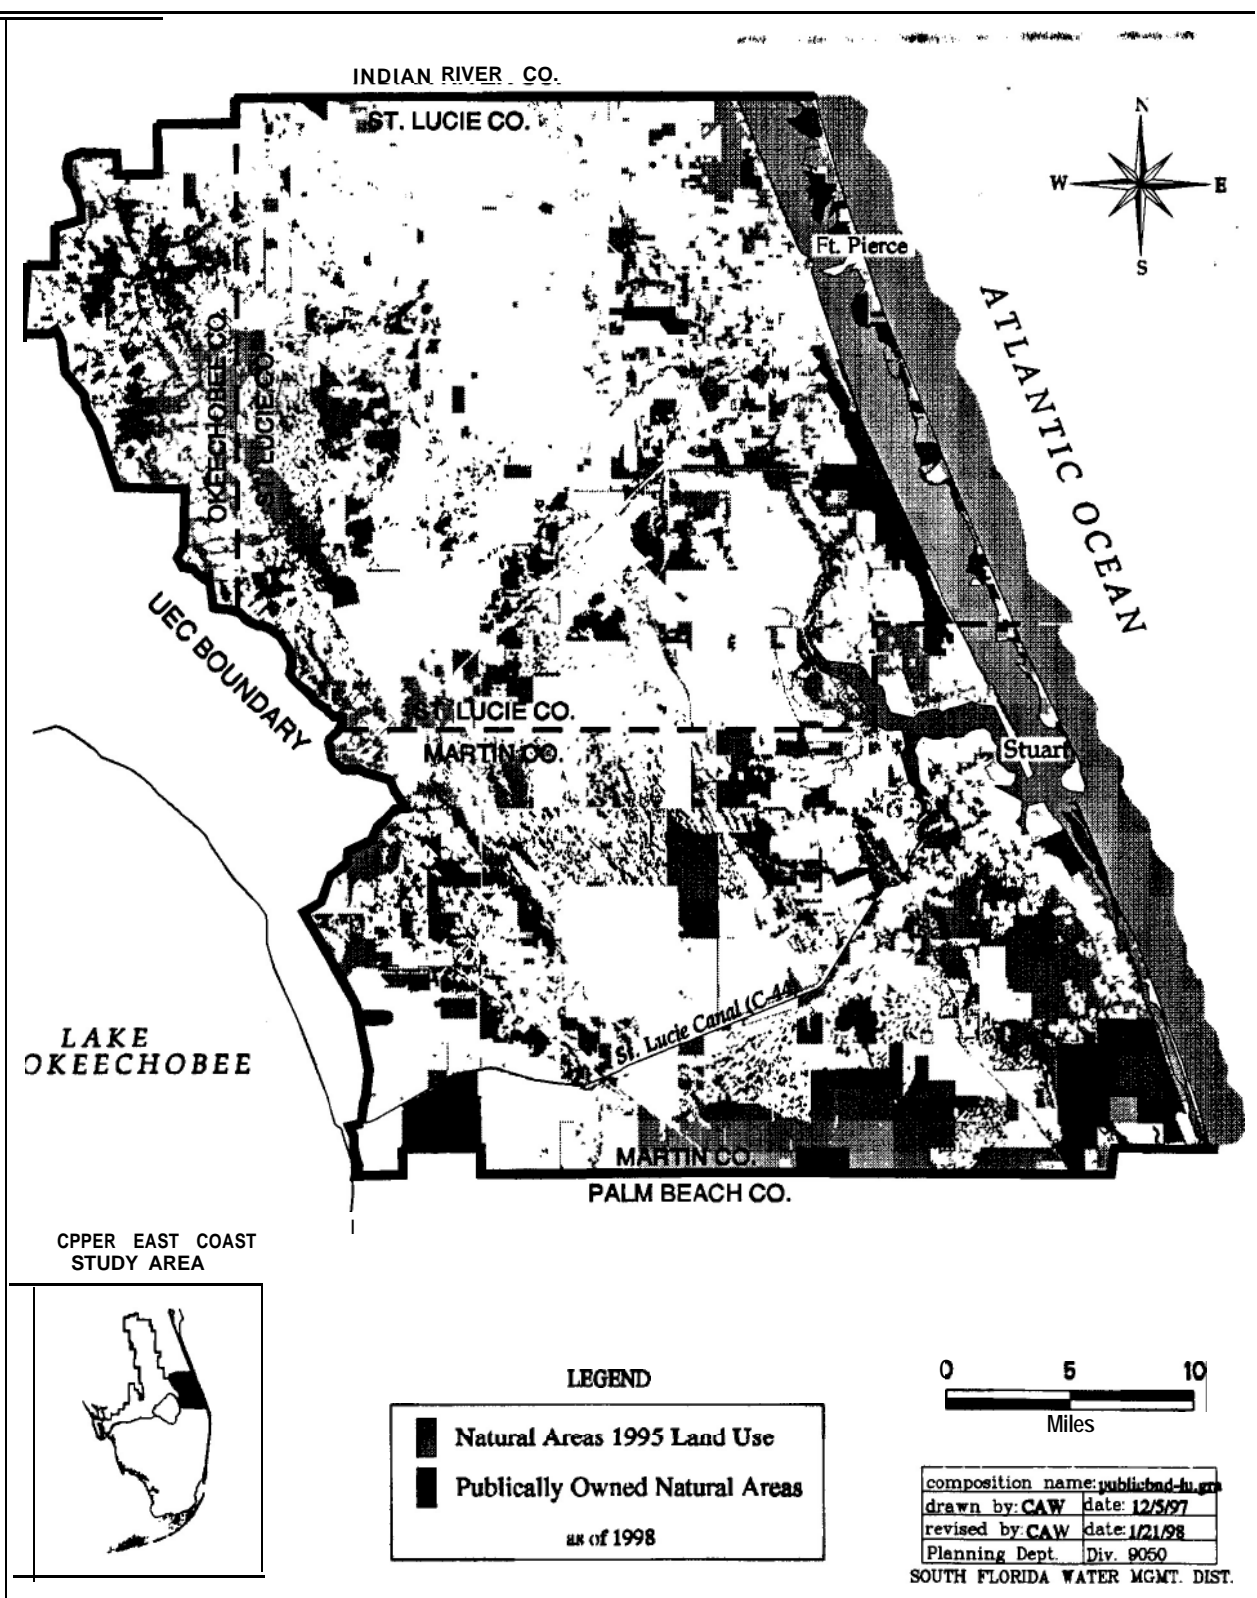 INDIAN RIVER CO.
ST. LUCIE CO.
N
W
E
S
Ft. Pierce
ATLANTIC OCEAN
OKEECHOBEE CO.
ST. LUCIE CO.
UEC BOUNDARY
ST. LUCIE CO.
MARTIN CO.
Stuart
St. Lucie Canal (C-44)
LAKE
OKEECHOBEE
MARTIN CO.
PALM BEACH CO.
CPPER EAST COAST
STUDY AREA
LEGEND
Natural Areas 1995 Land Use
Publically Owned Natural Areas
as of 1998
0 5 10
Miles
composition name: publicbnd-lu.gra
drawn by: CAW date: 12/5/97
revised by: CAW date: 1/21/98
Planning Dept. Div. 9050
SOUTH FLORIDA WATER MGMT. DIST.